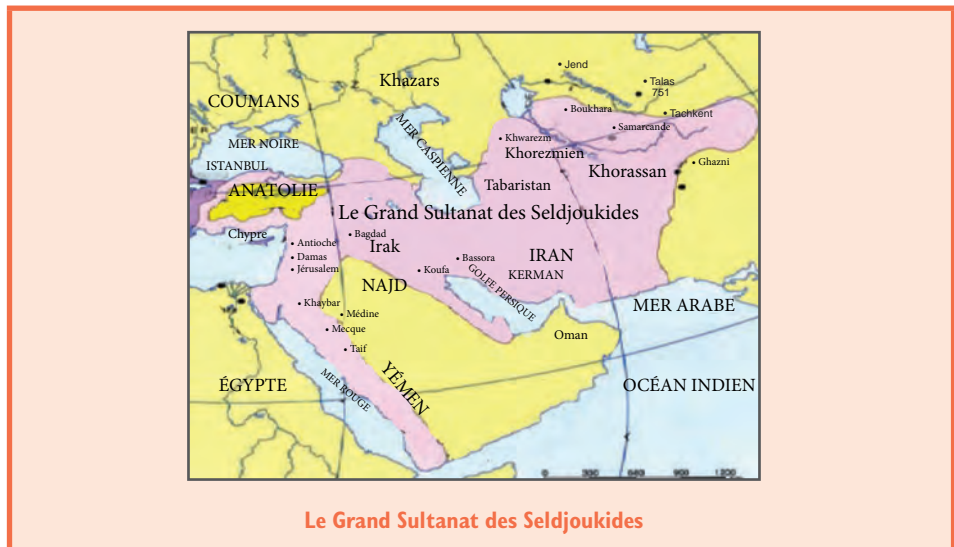 Jend
Khazars
Talas
751
COUMANS
Boukhara
Tachkent
Samarcande
MER NOIRE
MER CASPIENNE
Khwarezm
Khorezmien
ISTANBUL
Khorassan
Ghazni
ANATOLIE
Tabaristan
Le Grand Sultanat des Seldjoukides
Chypre
Bagdad
Antioche
Irak
Damas
Bassora
IRAN
Jérusalem
Koufa
GOLFE PERSIQUE
KERMAN
NAJD
Khaybar
Médine
MER ARABE
Mecque
Oman
Taif
YÉMEN
MER ROUGE
ÉGYPTE
OCÉAN INDIEN
0 300 600 900 1200
Le Grand Sultanat des Seldjoukides